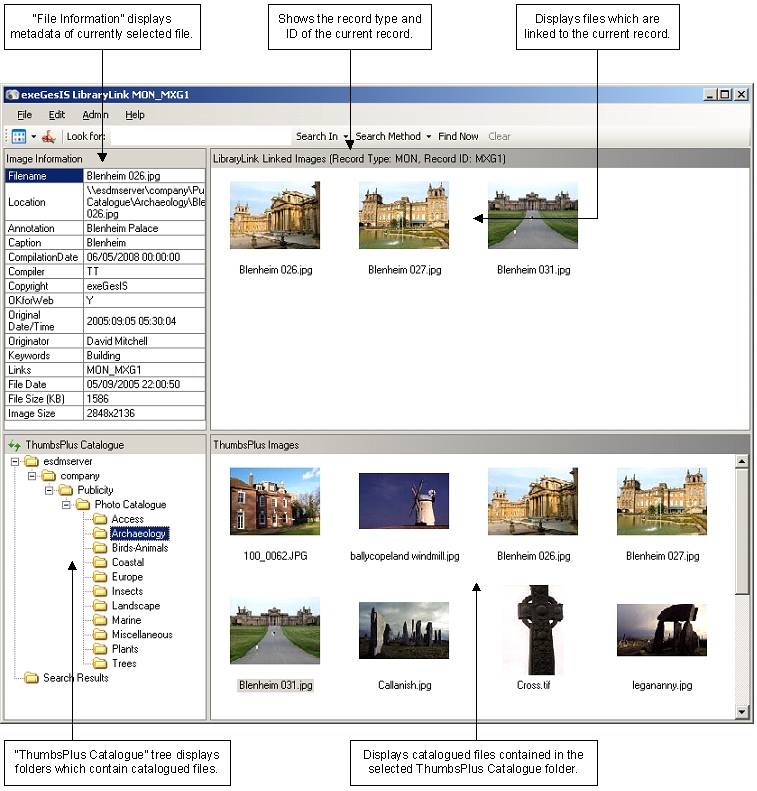 "File Information" displays
metadata of currently selected file.
Shows the record type and
ID of the current record.
Displays files which are
linked to the current record.
exeGesIS LibraryLink MON_MXG1
File Edit Admin Help
Look for: Search In Search Method Find Now Clear
Image Information
Filename Blenheim 026.jpg
Location \\esdmserver\company\Pu
Catalogue\Archaeology\Ble
026.jpg
Annotation Blenheim Palace
Caption Blenheim
CompilationDate 06/05/2008 00:00:00
Compiler TT
Copyright exeGesIS
OKforWeb Y
Original
Date/Time 2005:09:05 05:30:04
Originator David Mitchell
Keywords Building
Links MON_MXG1
File Date 05/09/2005 22:00:50
File Size (KB) 1586
Image Size 2848x2136
LibraryLink Linked Images (Record Type: MON, Record ID: MXG1)
Blenheim 026.jpg Blenheim 027.jpg Blenheim 031.jpg
ThumbsPlus Catalogue
esdmserver
company
Publicity
Photo Catalogue
Access
Archaeology
Birds-Animals
Coastal
Europe
Insects
Landscape
Marine
Miscellaneous
Plants
Trees
Search Results
ThumbsPlus Images
100_0062.JPG ballycopeland windmill.jpg Blenheim 026.jpg Blenheim 027.jpg
Blenheim 031.jpg Callanish.jpg Cross.tif legananny.jpg
"ThumbsPlus Catalogue" tree displays
folders which contain catalogued files.
Displays catalogued files contained in the
selected ThumbsPlus Catalogue folder.